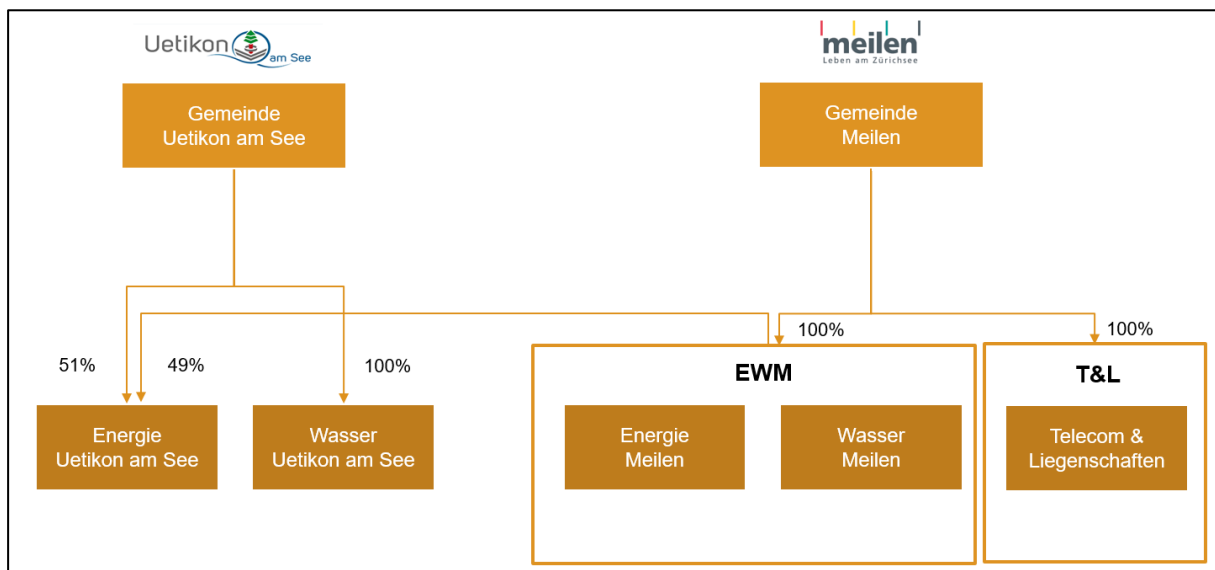 Uetikon
am See
meilen
Leben am Zürichsee
Gemeinde
Uetikon am See
Gemeinde
Meilen
51%
49%
100%
100%
100%
EWM
T&L
Energie
Uetikon am See
Wasser
Uetikon am See
Energie
Meilen
Wasser
Meilen
Telecom &
Liegenschaften